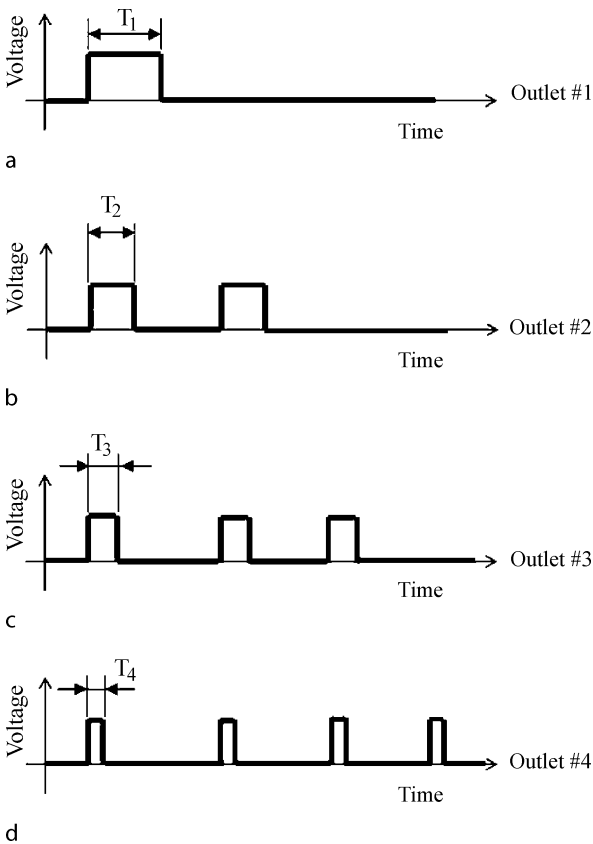 T1
Voltage
Outlet #1
Time
a
T2
Voltage
Outlet #2
Time
b
T3
Voltage
Outlet #3
Time
c
T4
Voltage
Outlet #4
Time
d